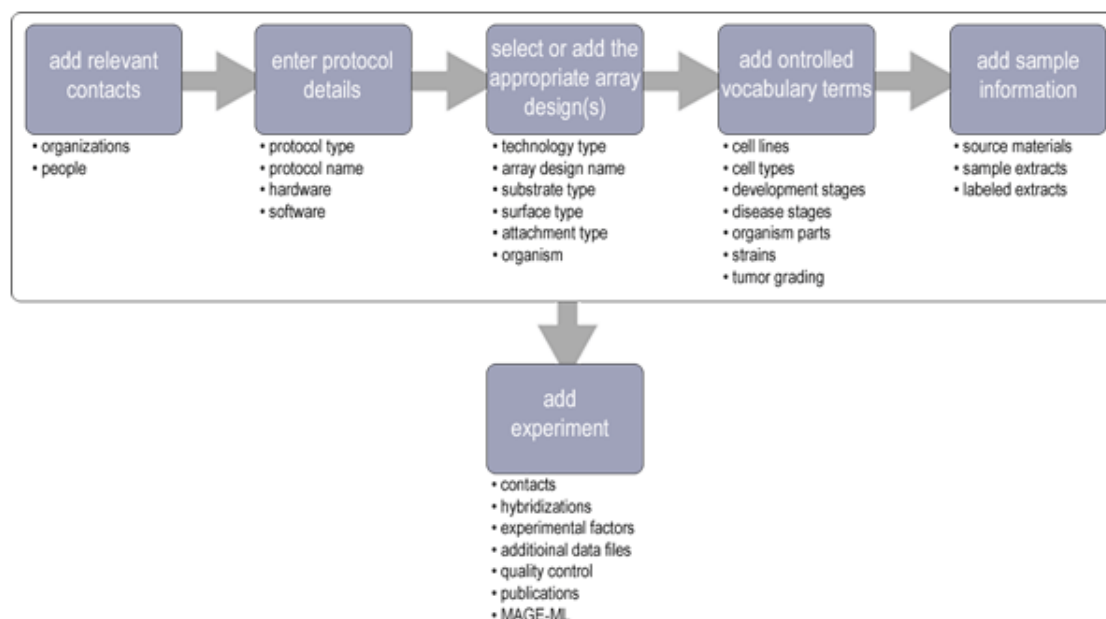 add relevant
contacts
• organizations
• people
enter protocol
details
• protocol type
• protocol name
• hardware
• software
select or add the
appropriate array
design(s)
• technology type
• array design name
• substrate type
• surface type
• attachment type
• organism
add ontrolled
vocabulary terms
• cell lines
• cell types
• development stages
• disease stages
• organism parts
• strains
• tumor grading
add sample
information
• source materials
• sample extracts
• labeled extracts
add
experiment
• contacts
• hybridizations
• experimental factors
• additioinal data files
• quality control
• publications
• MAGE-ML